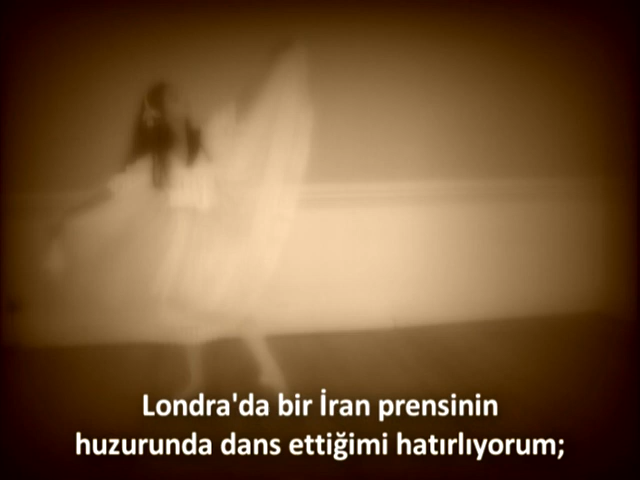 Londra'da bir İran prensinin
huzurunda dans ettiğimi hatırlıyorum;